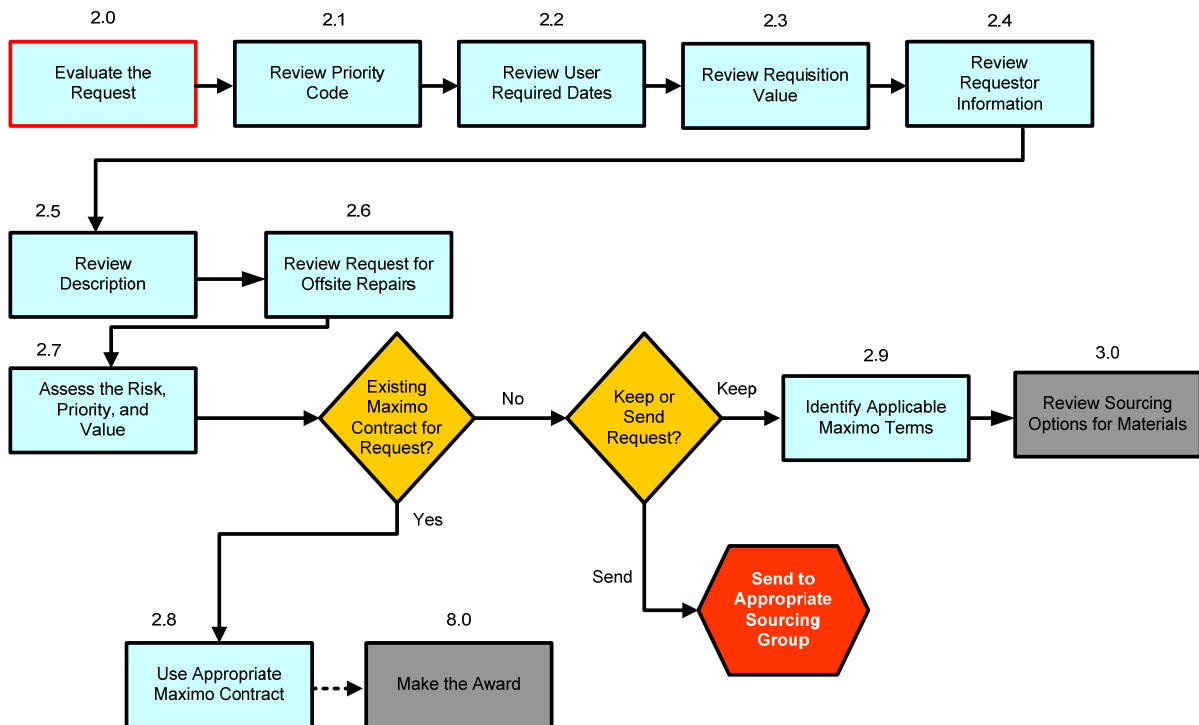 2.0
2.1
2.2
2.3
2.4
Evaluate the
Request
Review Priority
Code
Review User
Required Dates
Review Requisition
Value
Review
Requestor
Information
2.5
2.6
Review
Description
Review Request for
Offsite Repairs
2.7
Assess the Risk,
Priority, and
Value
Existing
Maximo
Contract for
Request?
No
Keep or
Send
Request?
Keep
2.9
Identify Applicable
Maximo Terms
3.0
Review Sourcing
Options for Materials
Yes
Send
Send to
Appropriate
Sourcing
Group
2.8
Use Appropriate
Maximo Contract
8.0
Make the Award